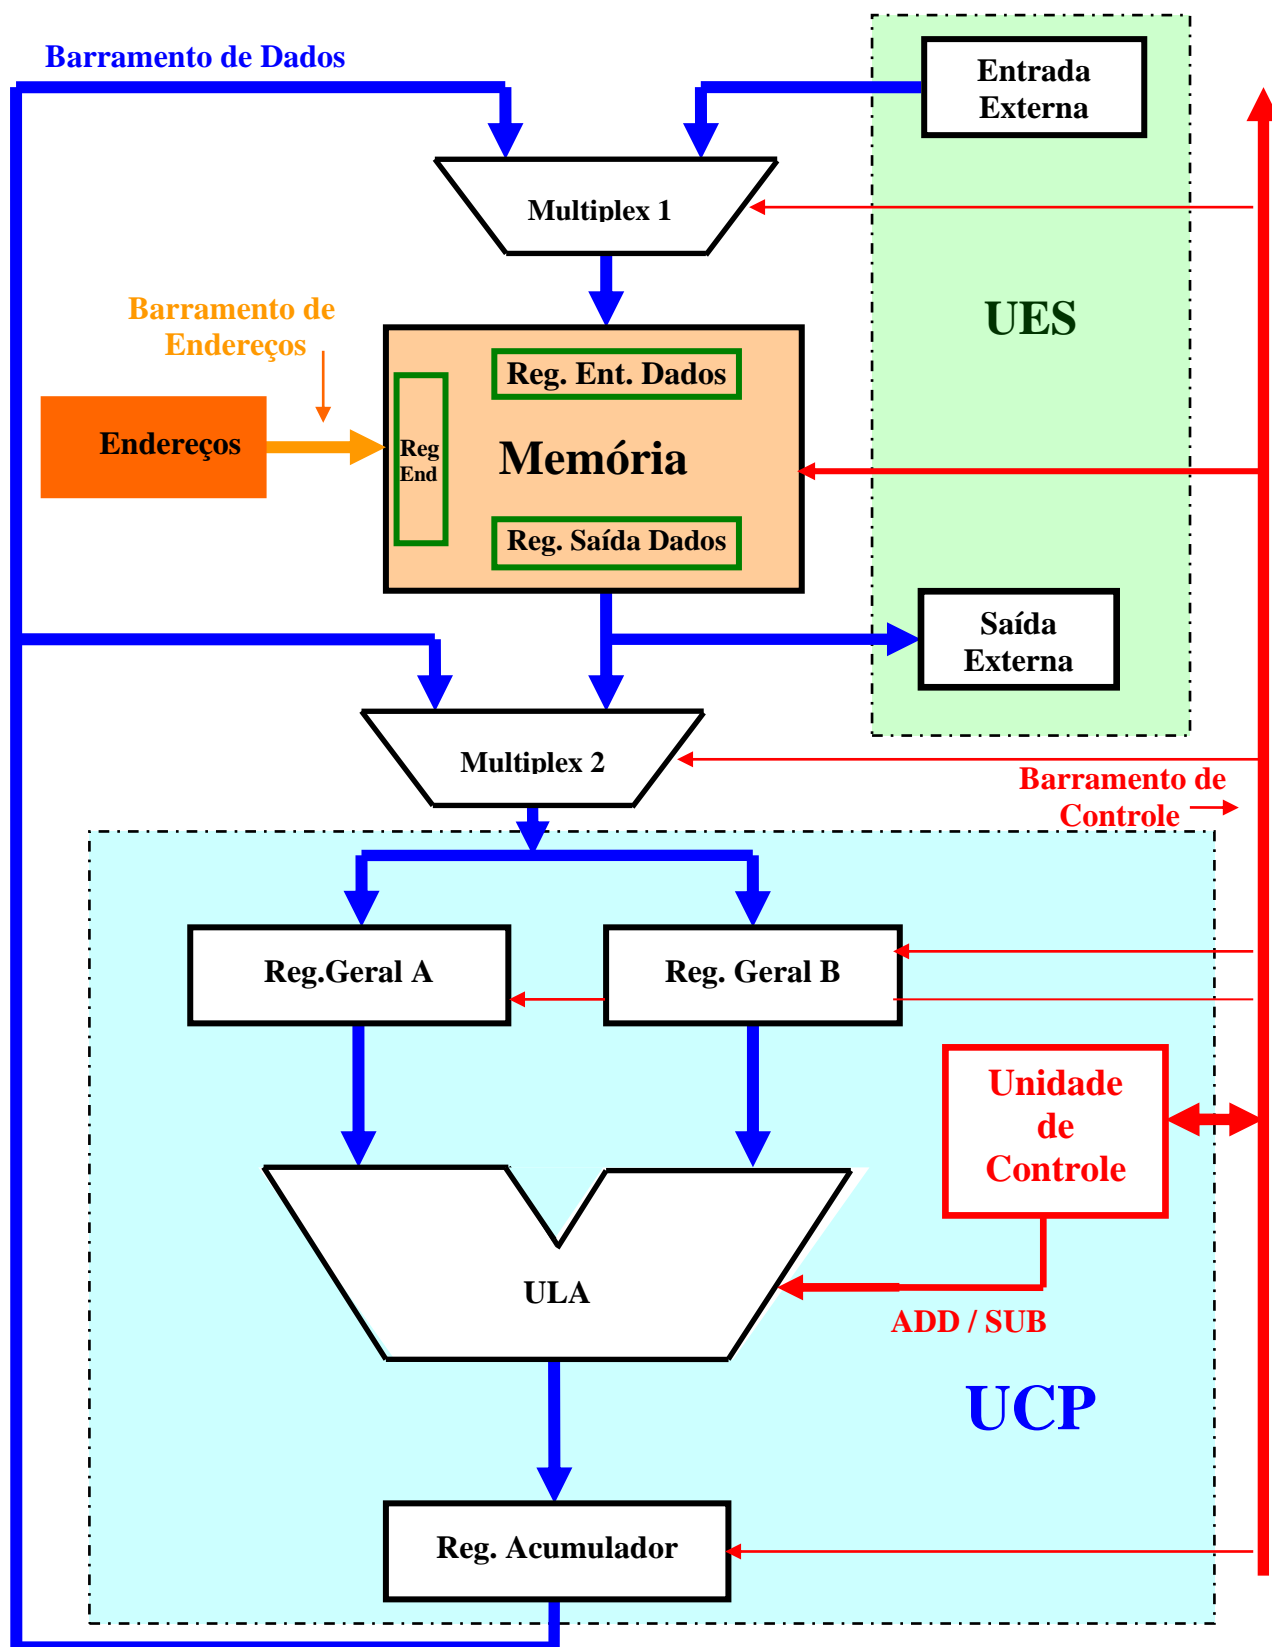 Barramento de Dados
Entrada
Externa
Multiplex 1
UES
Barramento de
Endereços
Reg. Ent. Dados
Endereços
Reg
End
Memória
Reg. Saída Dados
Saída
Externa
Multiplex 2
Barramento de
Controle
Reg.Geral A
Reg. Geral B
Unidade
de
Controle
ULA
ADD / SUB
UCP
Reg. Acumulador